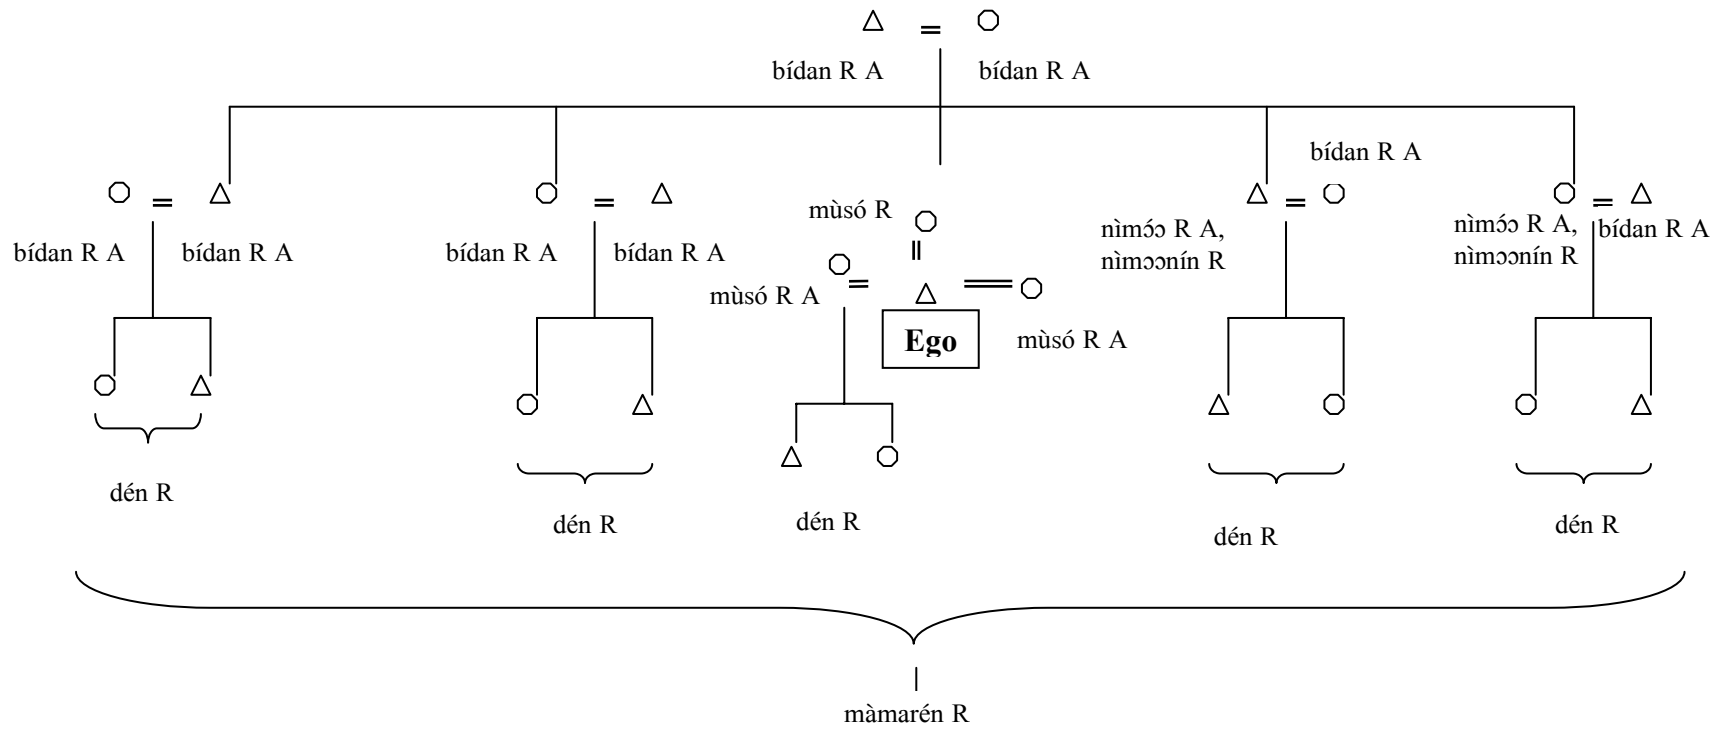 bídan R A
bídan R A
bídan R A
bídan R A
bídan R A
bídan R A
bídan R A
mùsó R
mùsó R A
Ego
mùsó R A
nìmɔ́ɔ R A,
nìmɔɔnín R
nìmɔ́ɔ R A,
nìmɔɔnín R
bídan R A
dén R
dén R
dén R
dén R
dén R
màmarén R